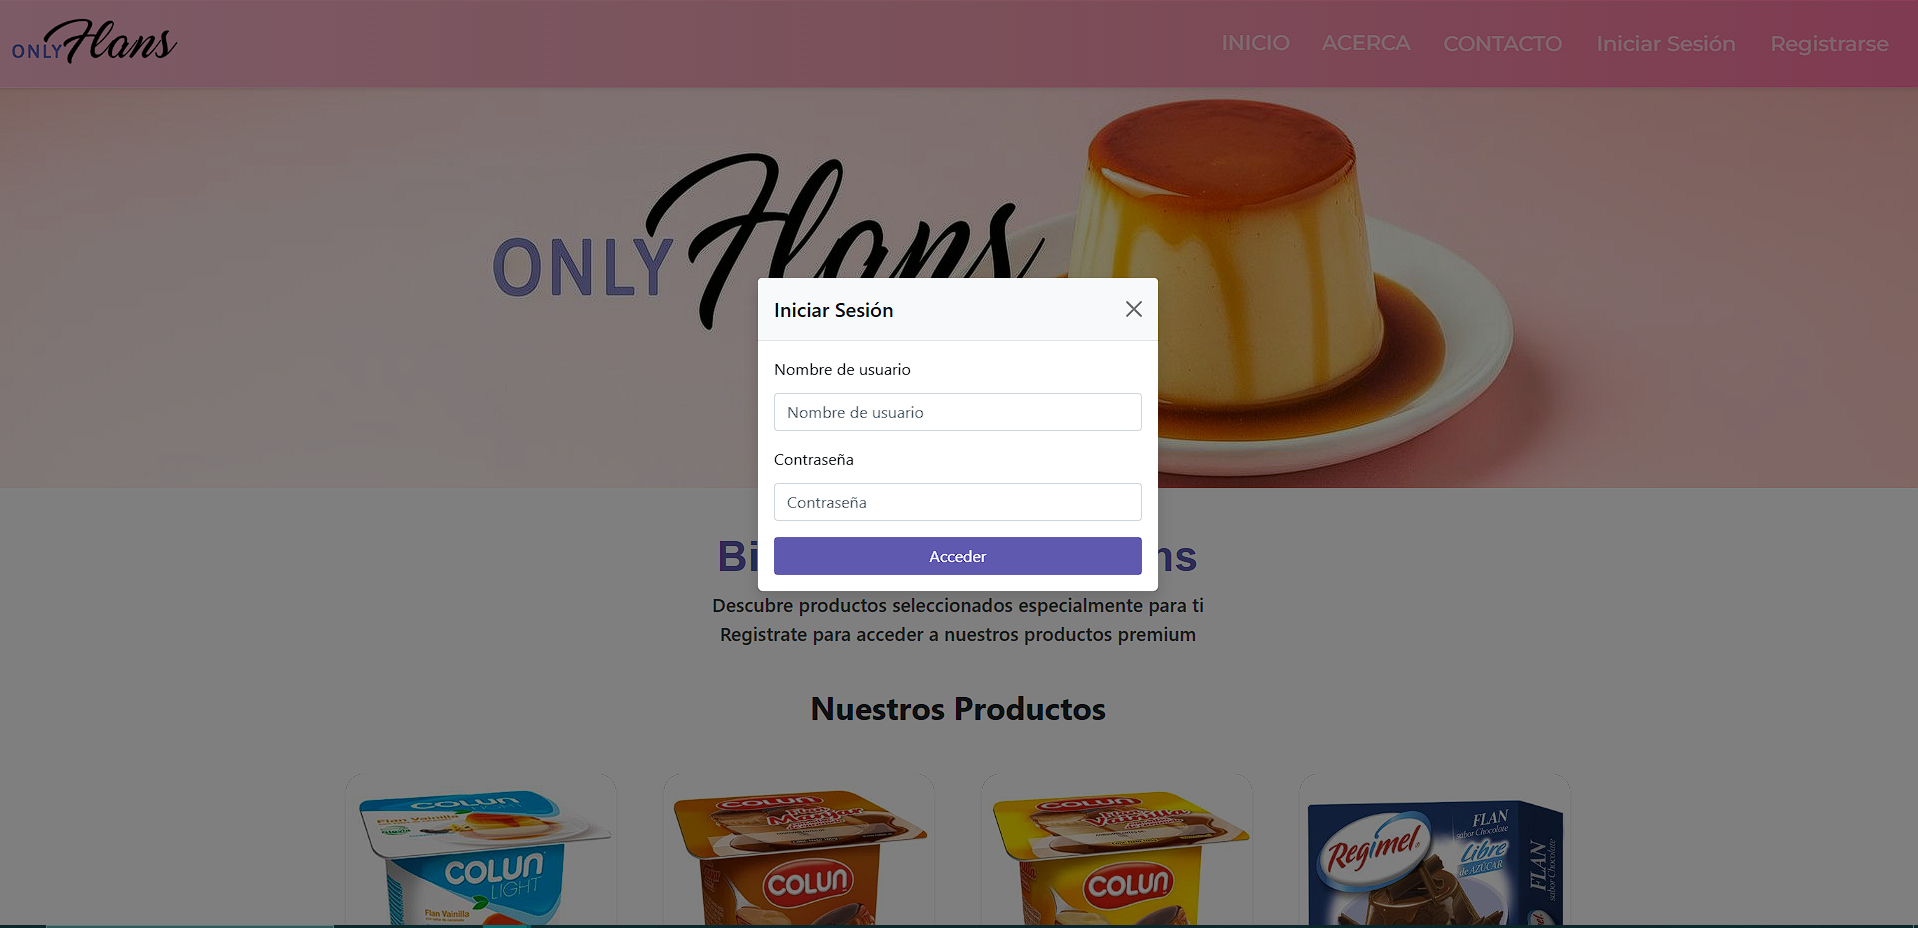 ONLY Flans
INICIO ACERCA CONTACTO Iniciar Sesión Registrarse
ONLY Flans
Iniciar Sesión
Nombre de usuario
Nombre de usuario
Contraseña
Contraseña
Acceder
Bi ns
Descubre productos seleccionados especialmente para ti
Registrate para acceder a nuestros productos premium
Nuestros Productos
COLUN
Flan Vainilla
COLUN
LIGHT
Flan Vainilla
COLUN
COLUN
COLUN
COLUN
FLAN
sabor Chocolate
Regimel
Libre
de AZÚCAR
FLAN
sabor Chocolate